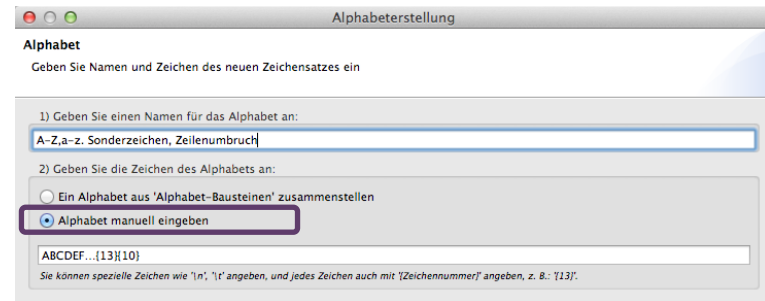 Alphabeterstellung
Alphabet
Geben Sie Namen und Zeichen des neuen Zeichensatzes ein
1) Geben Sie einen Namen für das Alphabet an:
A-Z,a-z. Sonderzeichen, Zeilenumbruch
2) Geben Sie die Zeichen des Alphabets an:
Ein Alphabet aus 'Alphabet-Bausteinen' zusammenstellen
Alphabet manuell eingeben
ABCDEF...{13}{10}
Sie können spezielle Zeichen wie '\n', '\t' angeben, und jedes Zeichen auch mit '{Zeichennummer}' angeben, z. B.: '{13}'.